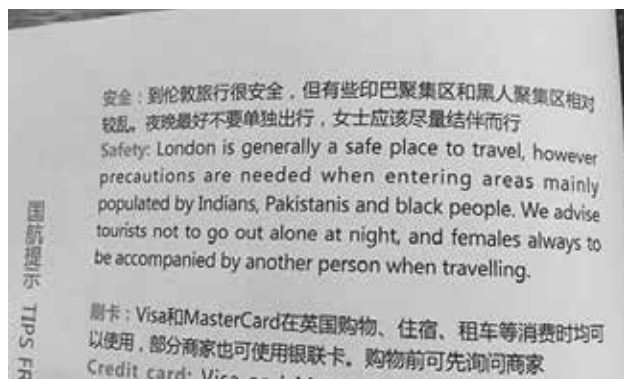 安全：到伦敦旅行很安全，但有些印巴聚集区和黑人聚集区相对
较乱。夜晚最好不要单独出行，女士应该尽量结伴而行
Safety: London is generally a safe place to travel, however
precautions are needed when entering areas mainly
populated by Indians, Pakistanis and black people. We advise
tourists not to go out alone at night, and females always to
be accompanied by another person when travelling.
刷卡：Visa和MasterCard在英国购物、住宿、租车等消费时均可
以使用，部分商家也可使用银联卡。购物前可先询问商家
Credit card: Visa and
国航提示 TIPS FR